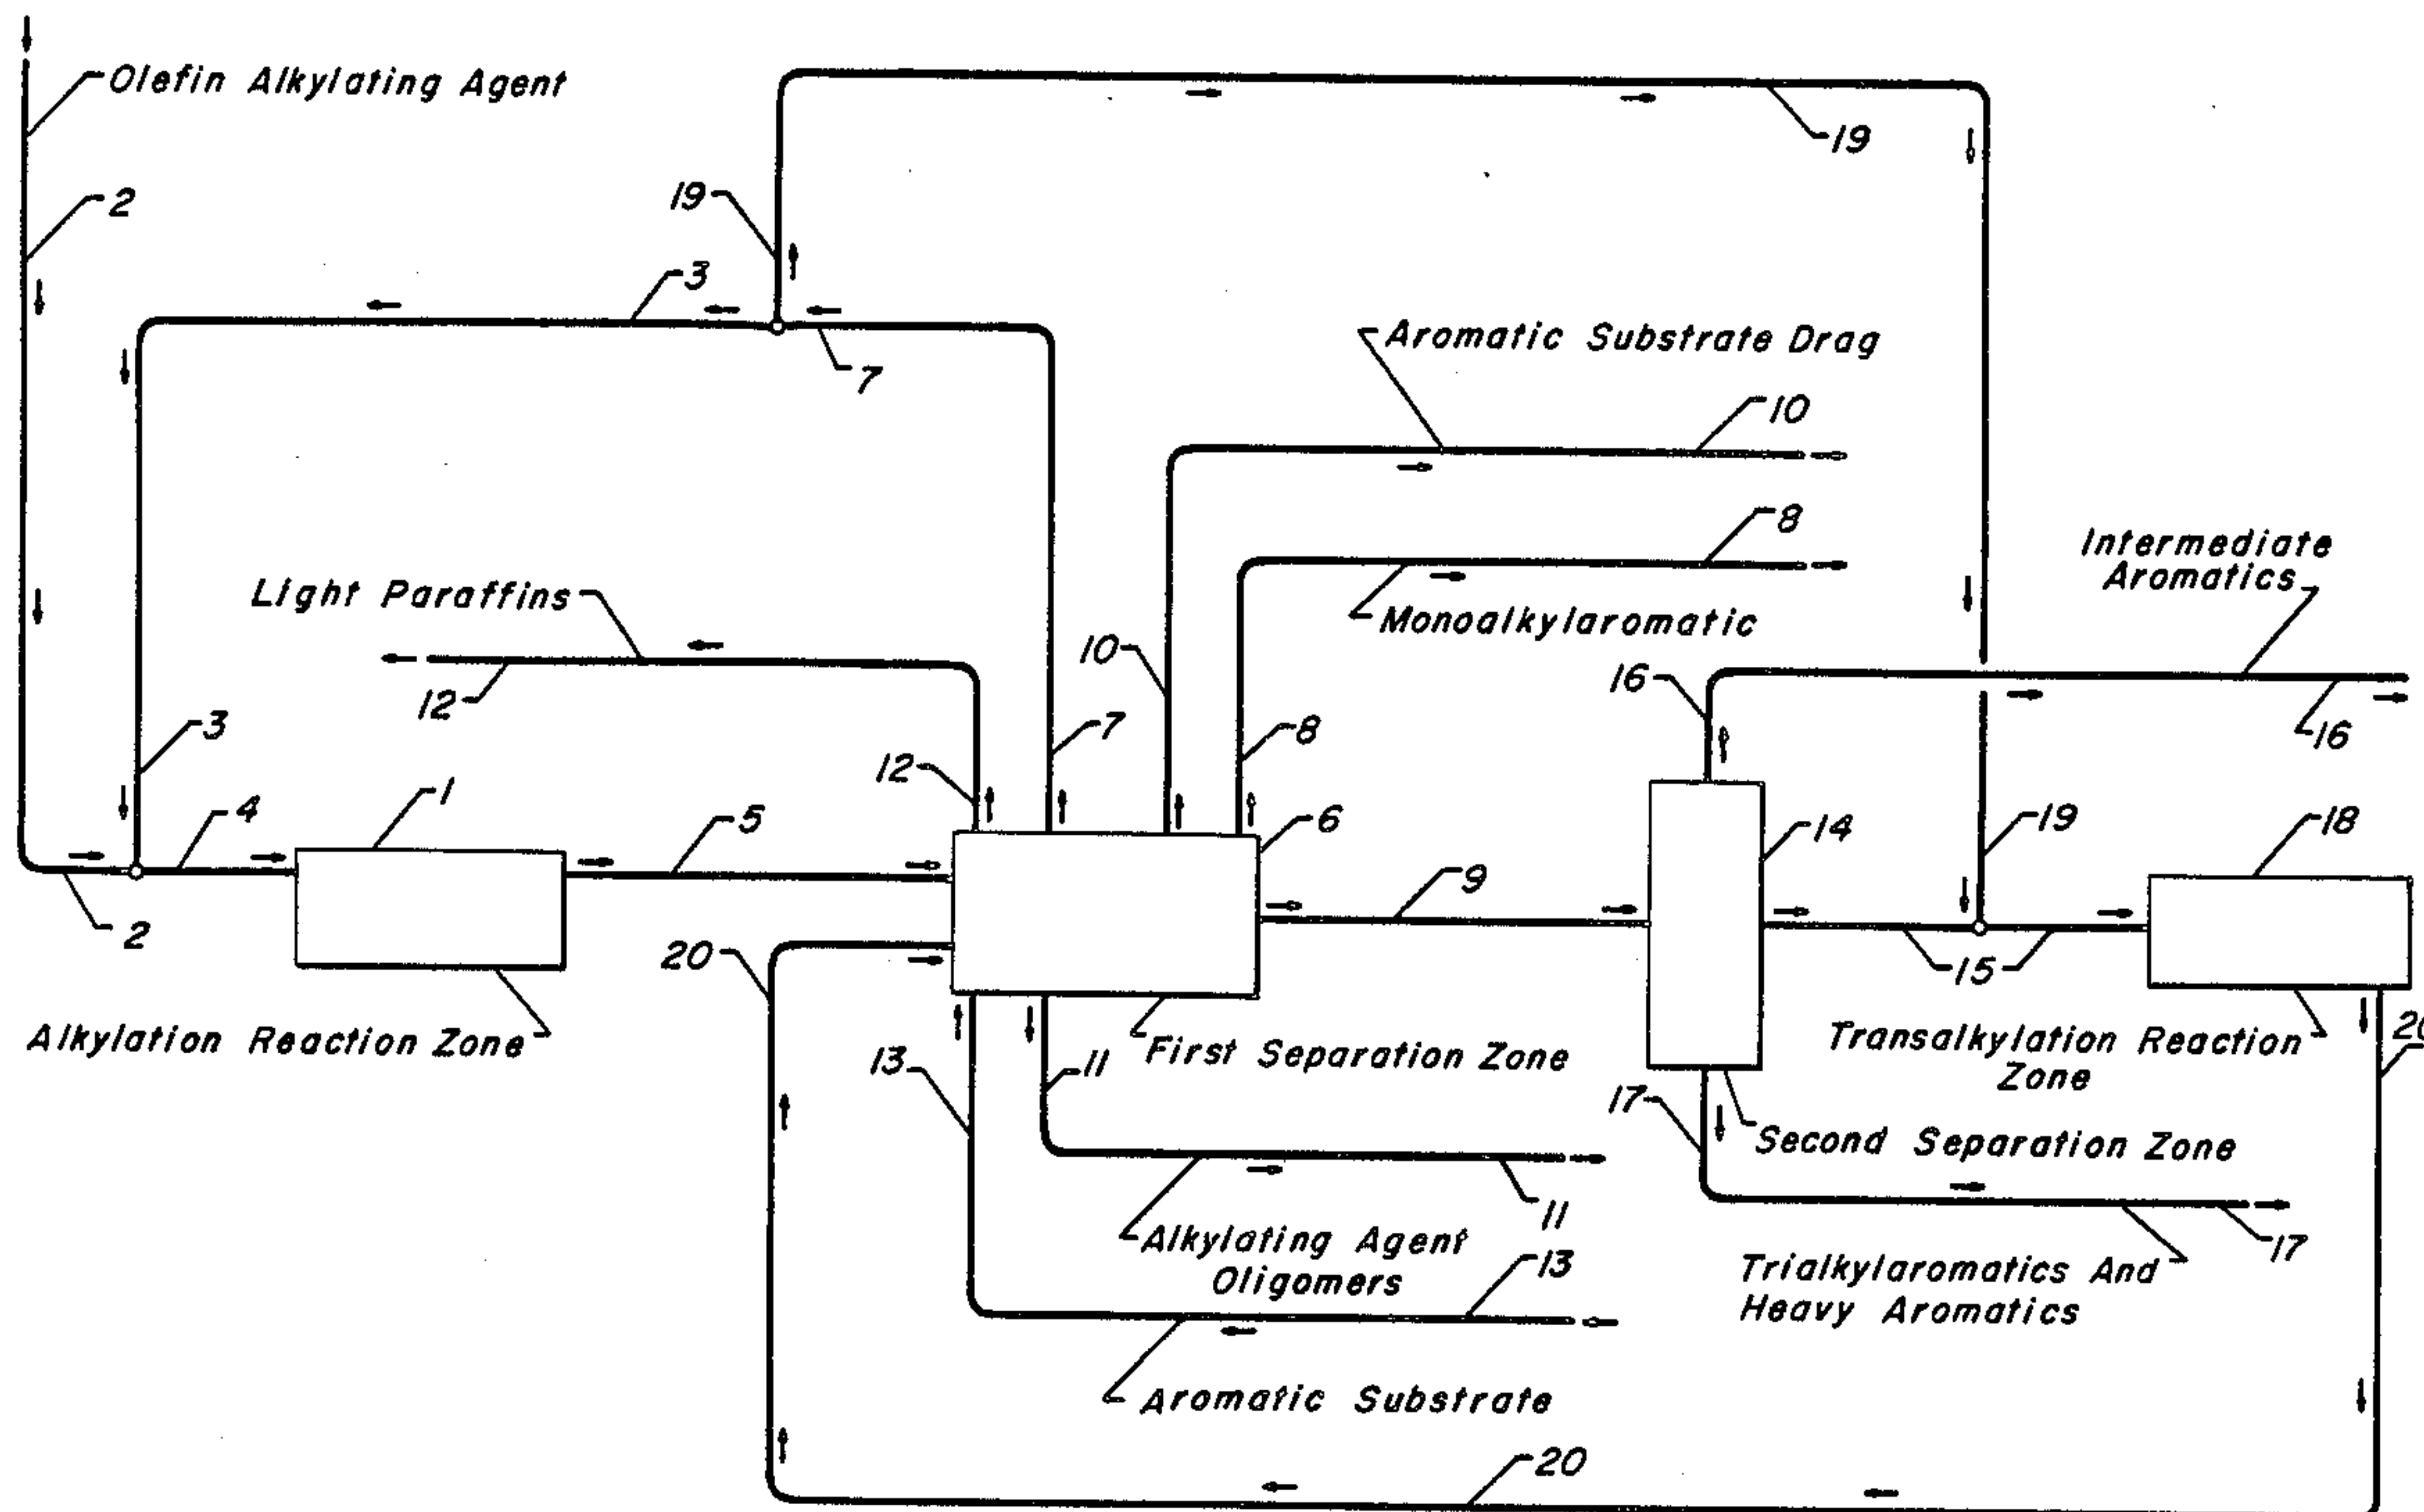 Olefin Alkylating Agent
19
2
19
3
Aromatic Substrate Drag
7
10
8
Intermediate
Aromatics
Light Paraffins
Monoalkylaromatic
10
16
12
3
7
8
16
12
4
1
5
6
14
19
18
9
2
20
15
Alkylation Reaction Zone
First Separation Zone
Transalkylation Reaction
Zone
20
13
11
17
Second Separation Zone
11
Alkylating Agent
Oligomers
13
17
Trialkylaromatics And
Heavy Aromatics
Aromatic Substrate
20